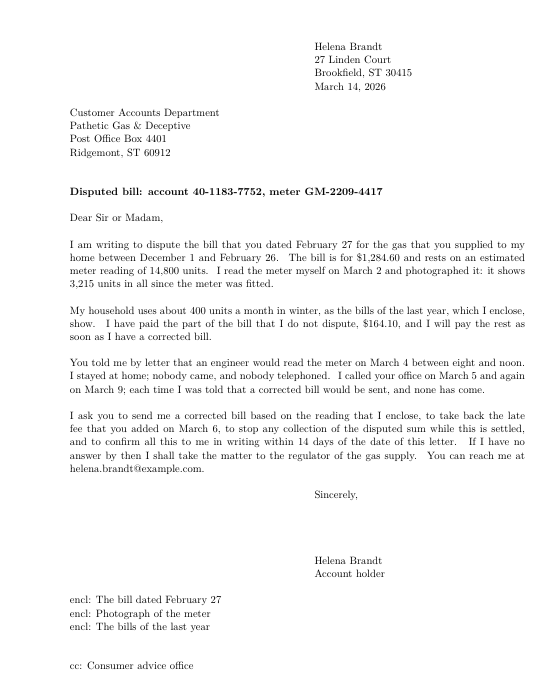 Helena Brandt
27 Linden Court
Brookfield, ST 30415
March 14, 2026
Customer Accounts Department
Pathetic Gas & Deceptive
Post Office Box 4401
Ridgemont, ST 60912
Disputed bill: account 40-1183-7752, meter GM-2209-4417
Dear Sir or Madam,
I am writing to dispute the bill that you dated February 27 for the gas that you supplied to my
home between December 1 and February 26. The bill is for $1,284.60 and rests on an estimated
meter reading of 14,800 units. I read the meter myself on March 2 and photographed it: it shows
3,215 units in all since the meter was fitted.
My household uses about 400 units a month in winter, as the bills of the last year, which I enclose,
show. I have paid the part of the bill that I do not dispute, $164.10, and I will pay the rest as
soon as I have a corrected bill.
You told me by letter that an engineer would read the meter on March 4 between eight and noon.
I stayed at home; nobody came, and nobody telephoned. I called your office on March 5 and again
on March 9; each time I was told that a corrected bill would be sent, and none has come.
I ask you to send me a corrected bill based on the reading that I enclose, to take back the late
fee that you added on March 6, to stop any collection of the disputed sum while this is settled,
and to confirm all this to me in writing within 14 days of the date of this letter. If I have no
answer by then I shall take the matter to the regulator of the gas supply. You can reach me at
helena.brandt@example.com.
Sincerely,
Helena Brandt
Account holder
encl: The bill dated February 27
encl: Photograph of the meter
encl: The bills of the last year
cc: Consumer advice office